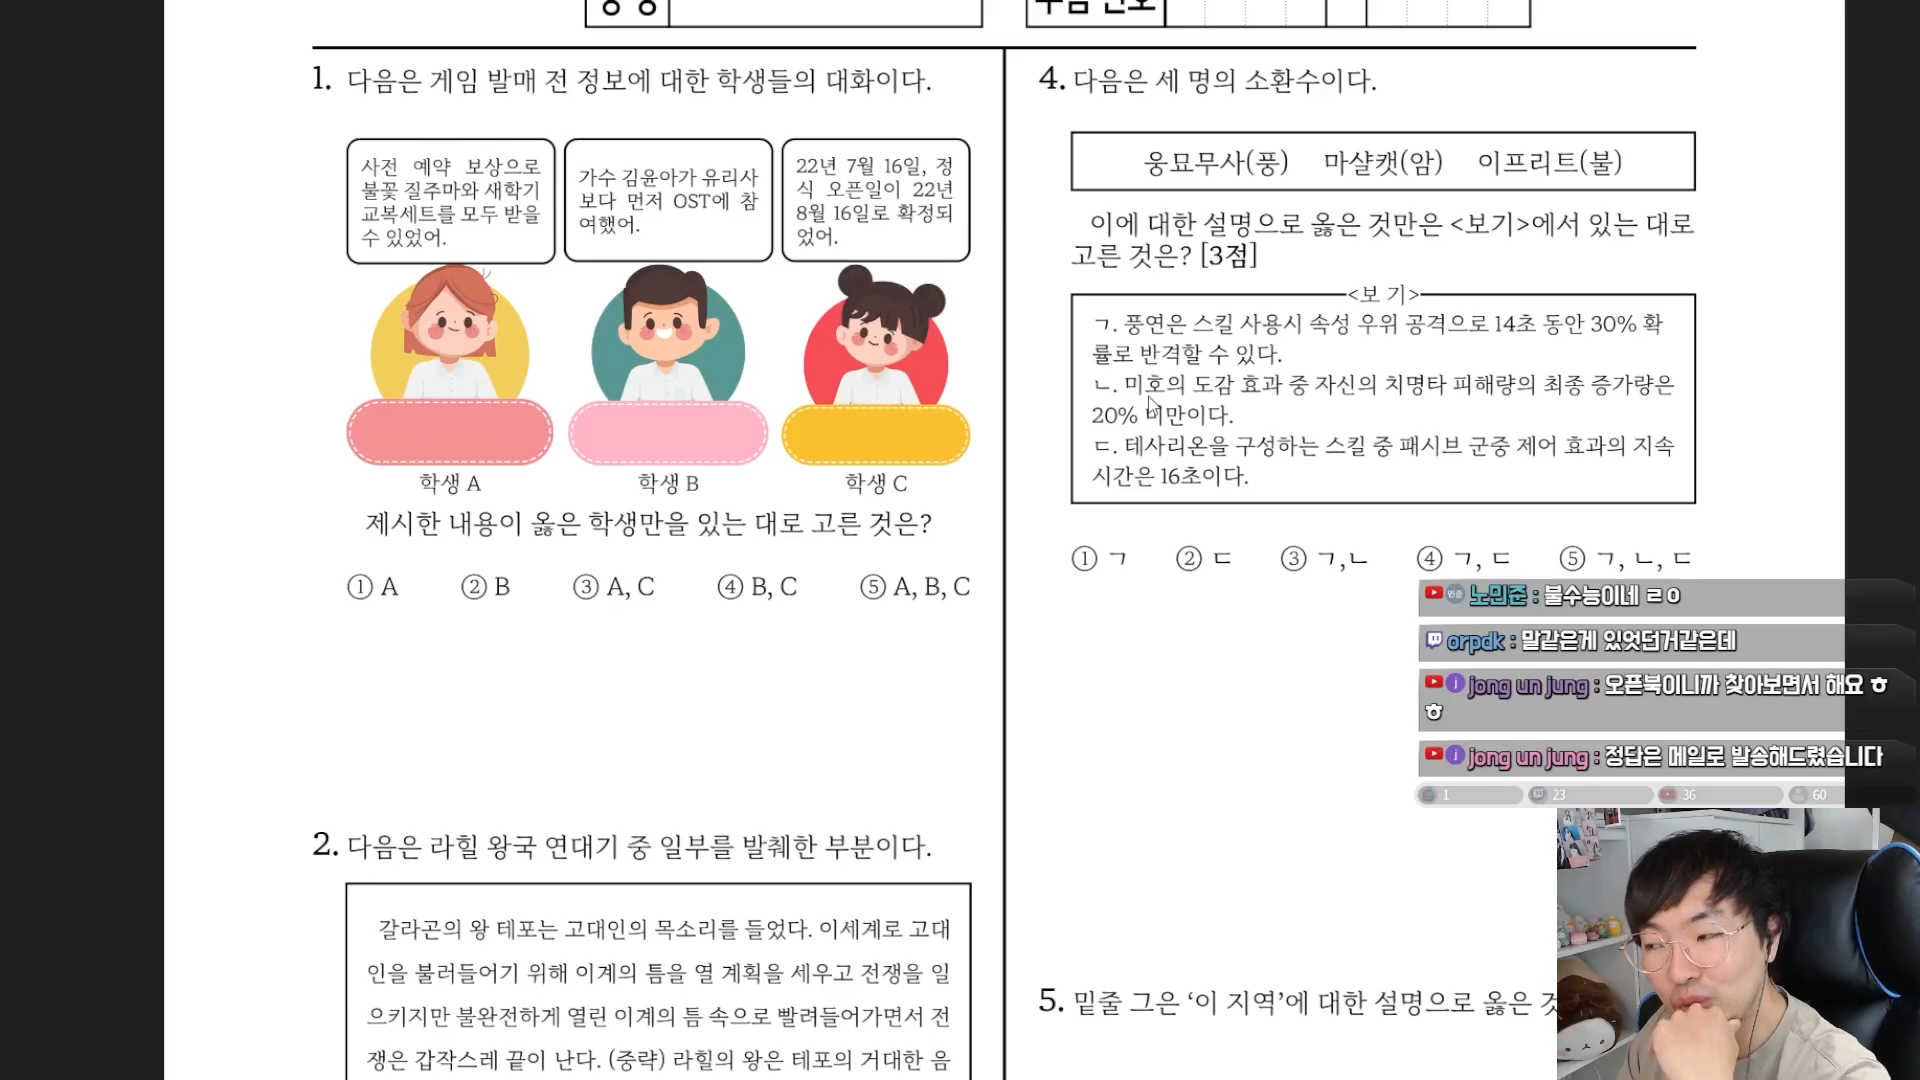 성 명
수험 번호
1. 다음은 게임 발매 전 정보에 대한 학생들의 대화이다.
사전 예약 보상으로
불꽃 질주마와 새학기
교복세트를 모두 받을
수 있었어.
가수 김윤아가 유리사
보다 먼저 OST에 참
여했어.
22년 7월 16일, 정
식 오픈일이 22년
8월 16일로 확정되
었어.
학생 A
학생 B
학생 C
제시한 내용이 옳은 학생만을 있는 대로 고른 것은?
① A ② B ③ A, C ④ B, C ⑤ A, B, C
2. 다음은 라힐 왕국 연대기 중 일부를 발췌한 부분이다.
갈라곤의 왕 테포는 고대인의 목소리를 들었다. 이세계로 고대
인을 불러들어기 위해 이계의 틈을 열 계획을 세우고 전쟁을 일
으키지만 불완전하게 열린 이계의 틈 속으로 빨려들어가면서 전
쟁은 갑작스레 끝이 난다. (중략) 라힐의 왕은 테포의 거대한 음
4. 다음은 세 명의 소환수이다.
웅묘무사(풍) 마샬캣(암) 이프리트(불)
이에 대한 설명으로 옳은 것만은 <보기>에서 있는 대로
고른 것은? [3점]
<보 기>
ㄱ. 풍연은 스킬 사용시 속성 우위 공격으로 14초 동안 30% 확
률로 반격할 수 있다.
ㄴ. 미호의 도감 효과 중 자신의 치명타 피해량의 최종 증가량은
20% 미만이다.
ㄷ. 테사리온을 구성하는 스킬 중 패시브 군중 제어 효과의 지속
시간은 16초이다.
① ㄱ ② ㄷ ③ ㄱ,ㄴ ④ ㄱ, ㄷ ⑤ ㄱ, ㄴ, ㄷ
노민준 : 불수능이네 ㄹㅇ
orpdk : 말같은게 있엇던거같은데
jong un jung : 오픈북이니까 찾아보면서 해요 ㅎ
ㅎ
jong un jung : 정답은 메일로 발송해드렸습니다
1 23 36 60
5. 밑줄 그은 ‘이 지역’에 대한 설명으로 옳은 것